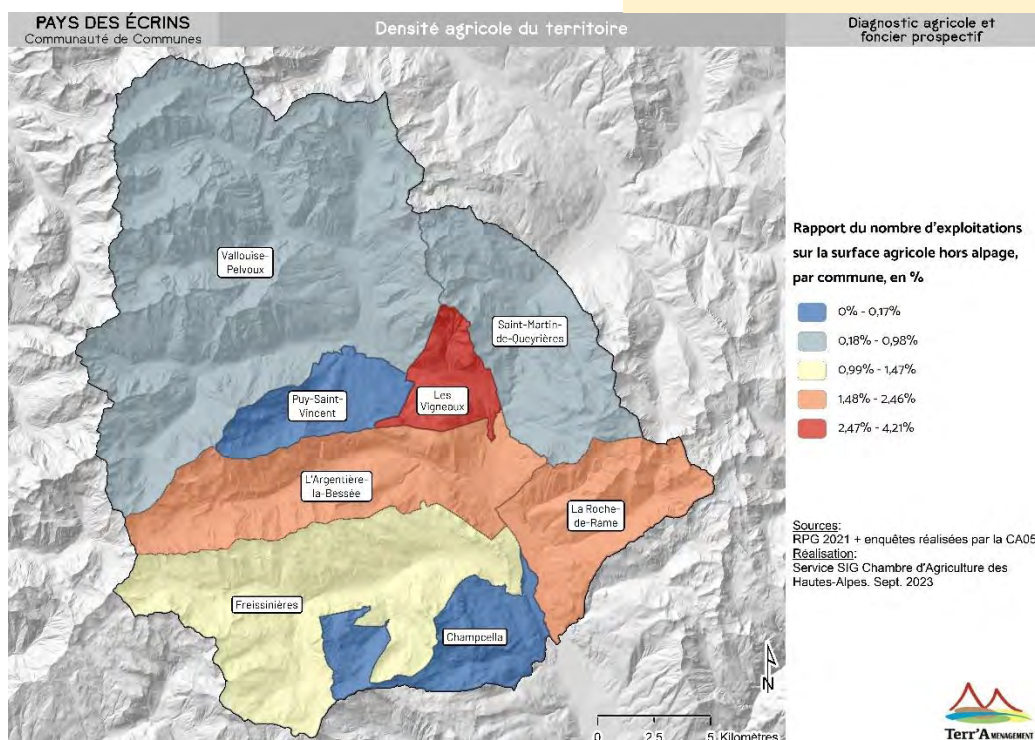 PAYS DES ÉCRINS
Communauté de Communes
Densité agricole du territoire
Diagnostic agricole et
foncier prospectif
Vallouise-
Pelvoux
Saint-Martin-
de-Queyrières
Puy-Saint-
Vincent
Les
Vigneaux
L'Argentière-
la-Bessée
La Roche-
de-Rame
Freissinières
Champcella
Rapport du nombre d'exploitations
sur la surface agricole hors alpage,
par commune, en %
0% - 0,17%
0,18% - 0,98%
0,99% - 1,47%
1,48% - 2,46%
2,47% - 4,21%
Sources:
RPG 2021 + enquêtes réalisées par la CA05
Réalisation:
Service SIG Chambre d'Agriculture des
Hautes-Alpes. Sept. 2023
N
0 2,5 5 Kilomètres
Terr'AMENAGEMENT